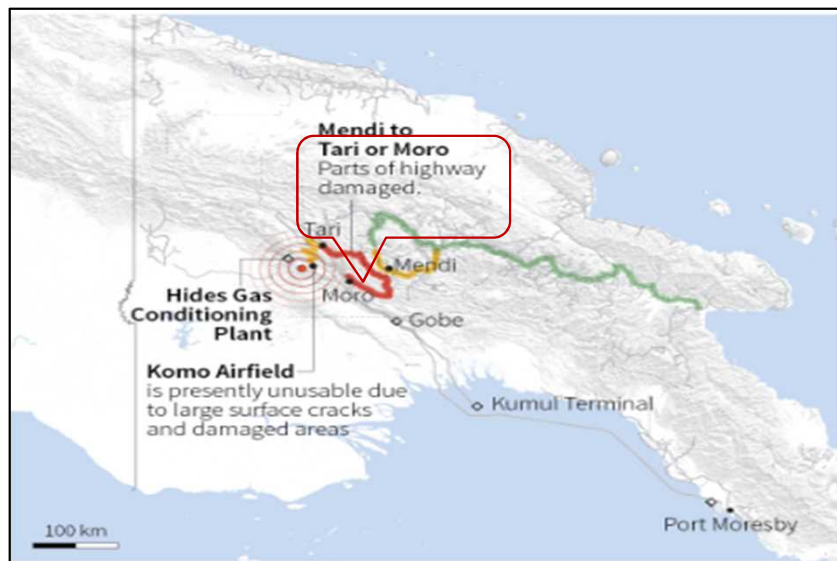 Mendi to
Tari or Moro
Parts of highway
damaged.
Tari
Mendi
Moro
Hides Gas
Conditioning
Plant
Gobe
Komo Airfield
is presently unusable due
to large surface cracks
and damaged areas
Kumul Terminal
Port Moresby
100 km